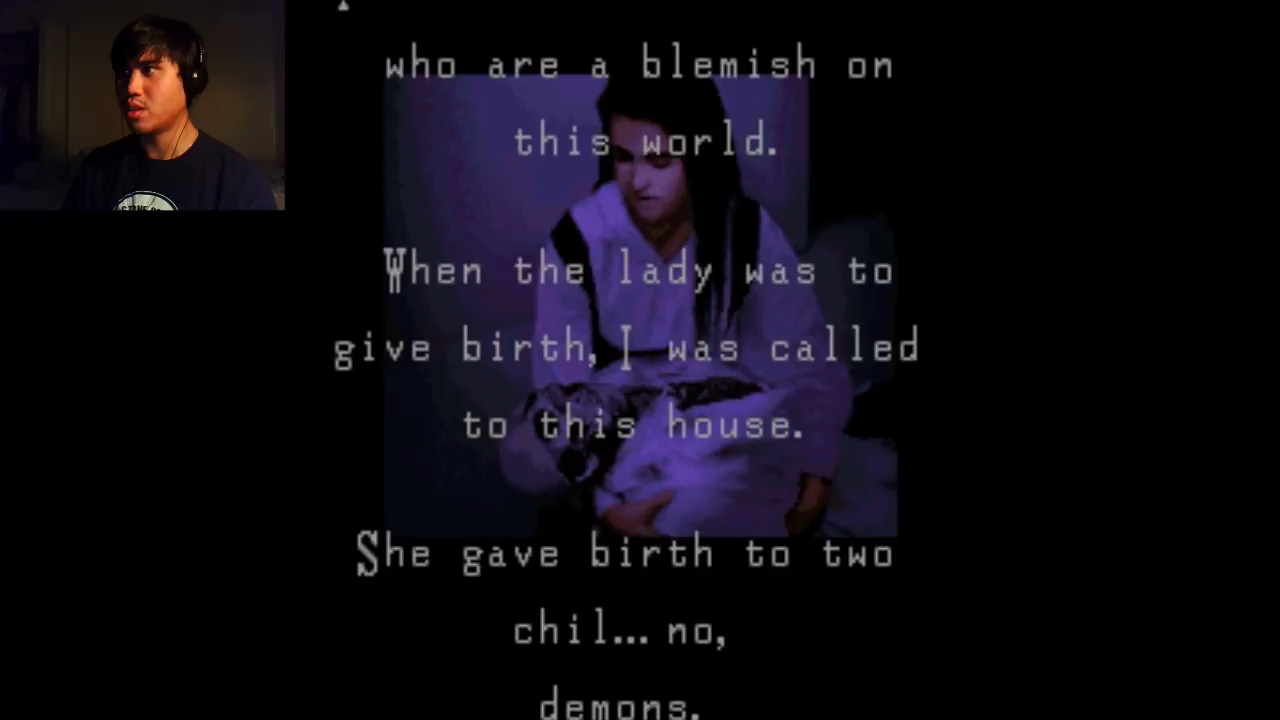 who are a blemish on
this world.
When the lady was to
give birth, I was called
to this house.
She gave birth to two
chil... no,
demons.